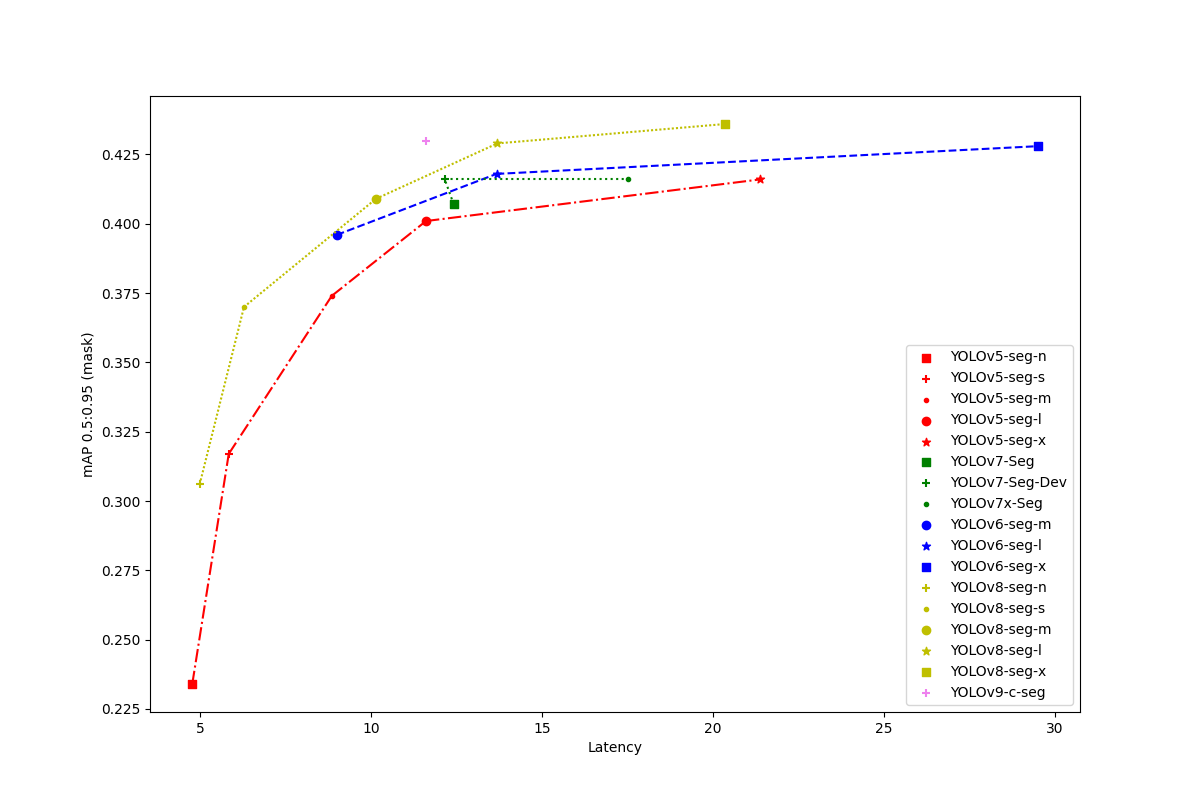 0.425
0.400
0.375
0.350
0.325
0.300
0.275
0.250
0.225
mAP 0.5:0.95 (mask)
5
10
15
20
25
30
Latency
YOLOv5-seg-n
YOLOv5-seg-s
YOLOv5-seg-m
YOLOv5-seg-l
YOLOv5-seg-x
YOLOv7-Seg
YOLOv7-Seg-Dev
YOLOv7x-Seg
YOLOv6-seg-m
YOLOv6-seg-l
YOLOv6-seg-x
YOLOv8-seg-n
YOLOv8-seg-s
YOLOv8-seg-m
YOLOv8-seg-l
YOLOv8-seg-x
YOLOv9-c-seg